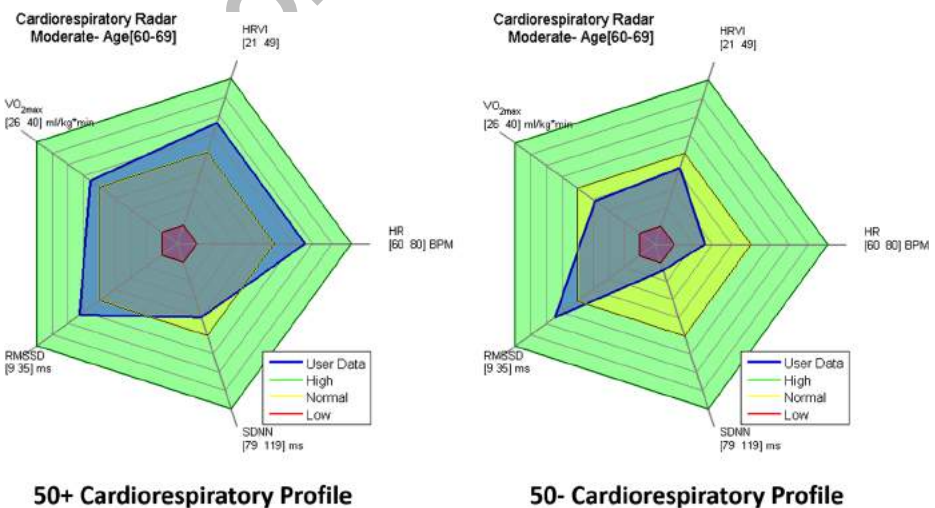 Cardiorespiratory Radar
Moderate- Age[60-69]
HRVI
[21 49]
VO2max
[26 40] ml/kg*min
HR
[60 80] BPM
RMSSD
[9 35] ms
SDNN
[79 119] ms
User Data
High
Normal
Low
50+ Cardiorespiratory Profile
Cardiorespiratory Radar
Moderate- Age[60-69]
HRVI
[21 49]
VO2max
[26 40] ml/kg*min
HR
[60 80] BPM
RMSSD
[9 35] ms
SDNN
[79 119] ms
User Data
High
Normal
Low
50- Cardiorespiratory Profile